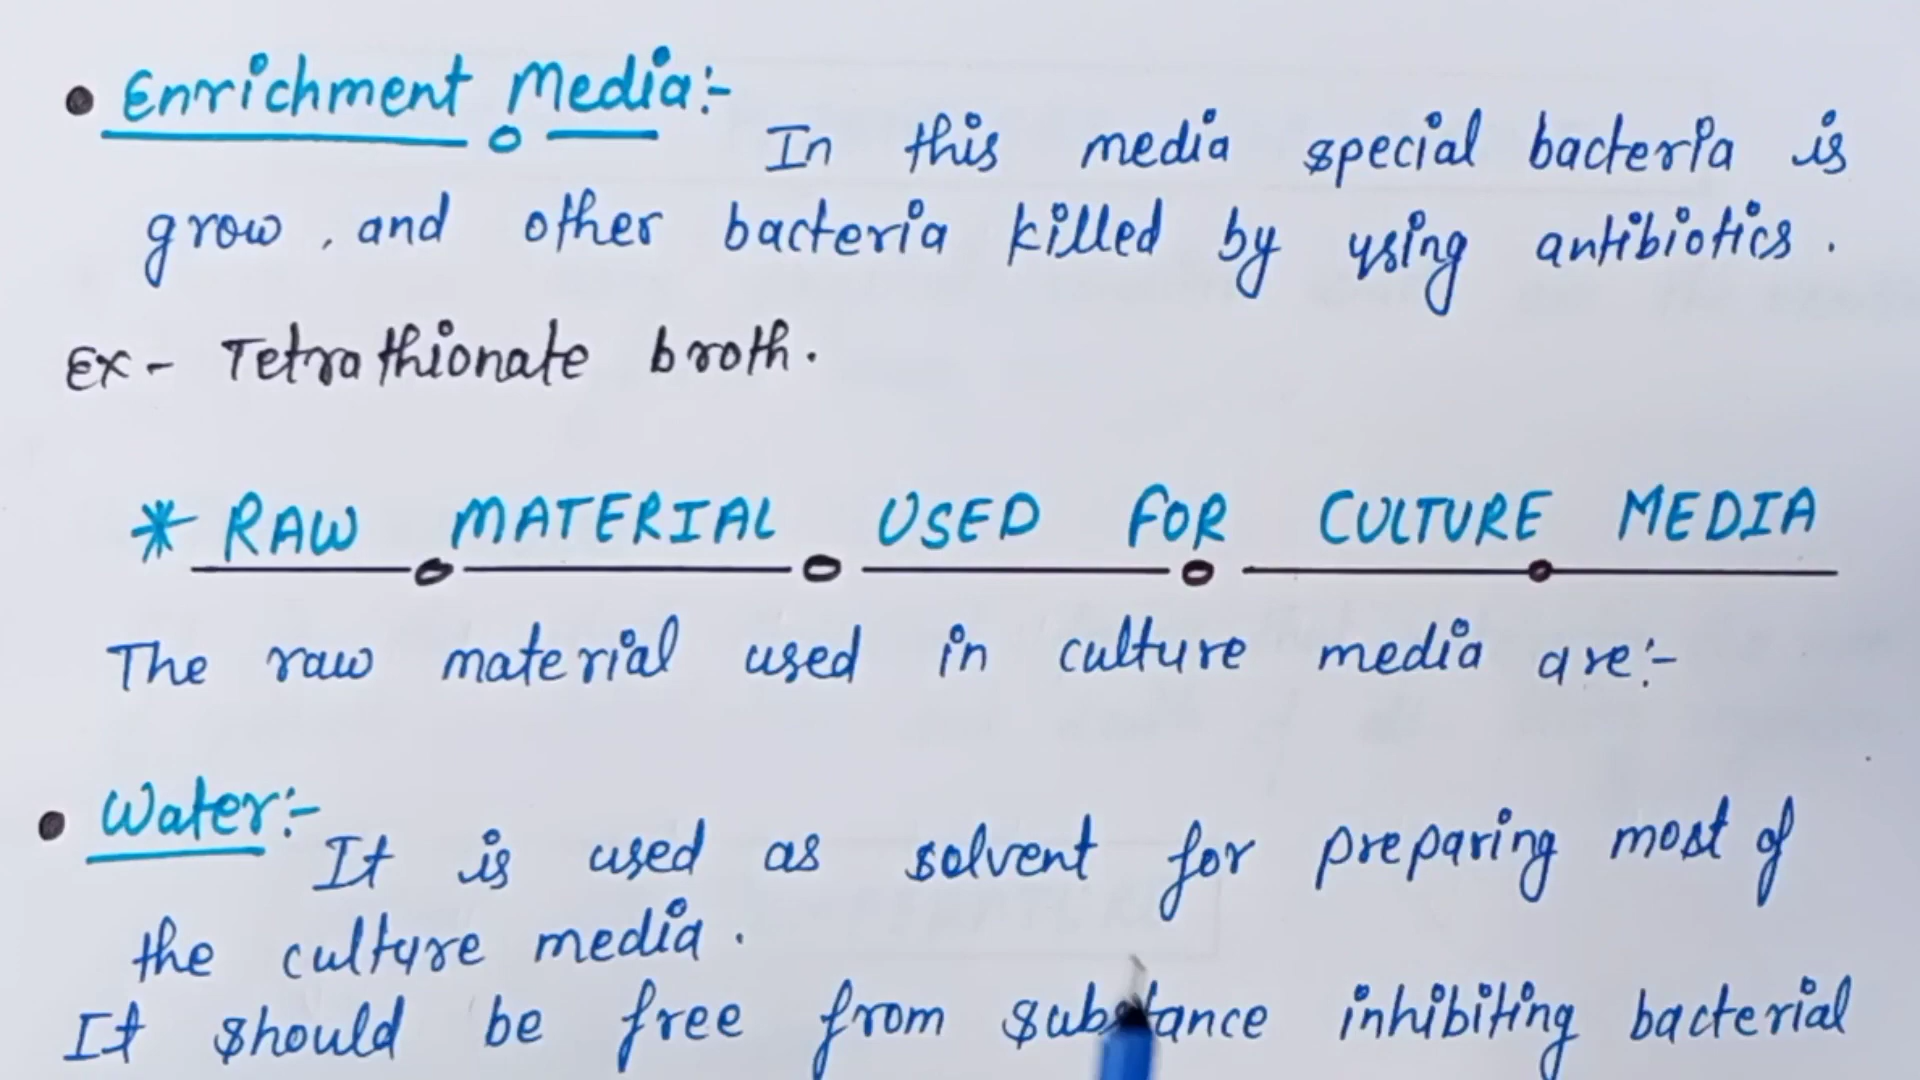 • Enrichment Media:-
In this media special bacteria is
grow, and other bacteria killed by using antibiotics.
Ex- Tetrathionate broth.
* RAW MATERIAL USED FOR CULTURE MEDIA
The raw material used in culture media are:-
• Water:-
It is used as solvent for preparing most of
the culture media.
It should be free from substance inhibiting bacterial